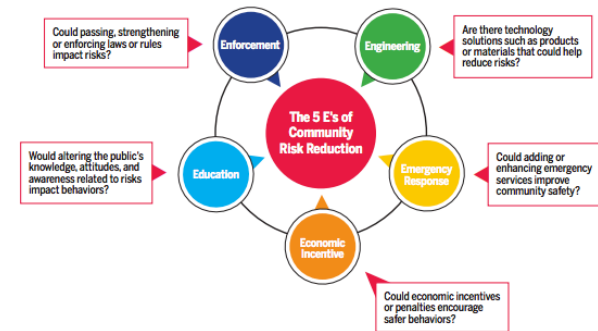 Could passing, strengthening
or enforcing laws or rules
impact risks?
Enforcement
Engineering
Are there technology
solutions such as products
or materials that could help
reduce risks?
The 5 E's of
Community
Risk Reduction
Would altering the public's
knowledge, attitudes, and
awareness related to risks
impact behaviors?
Education
Emergency
Response
Could adding or
enhancing emergency
services improve
community safety?
Economic
Incentive
Could economic incentives
or penalties encourage
safer behaviors?